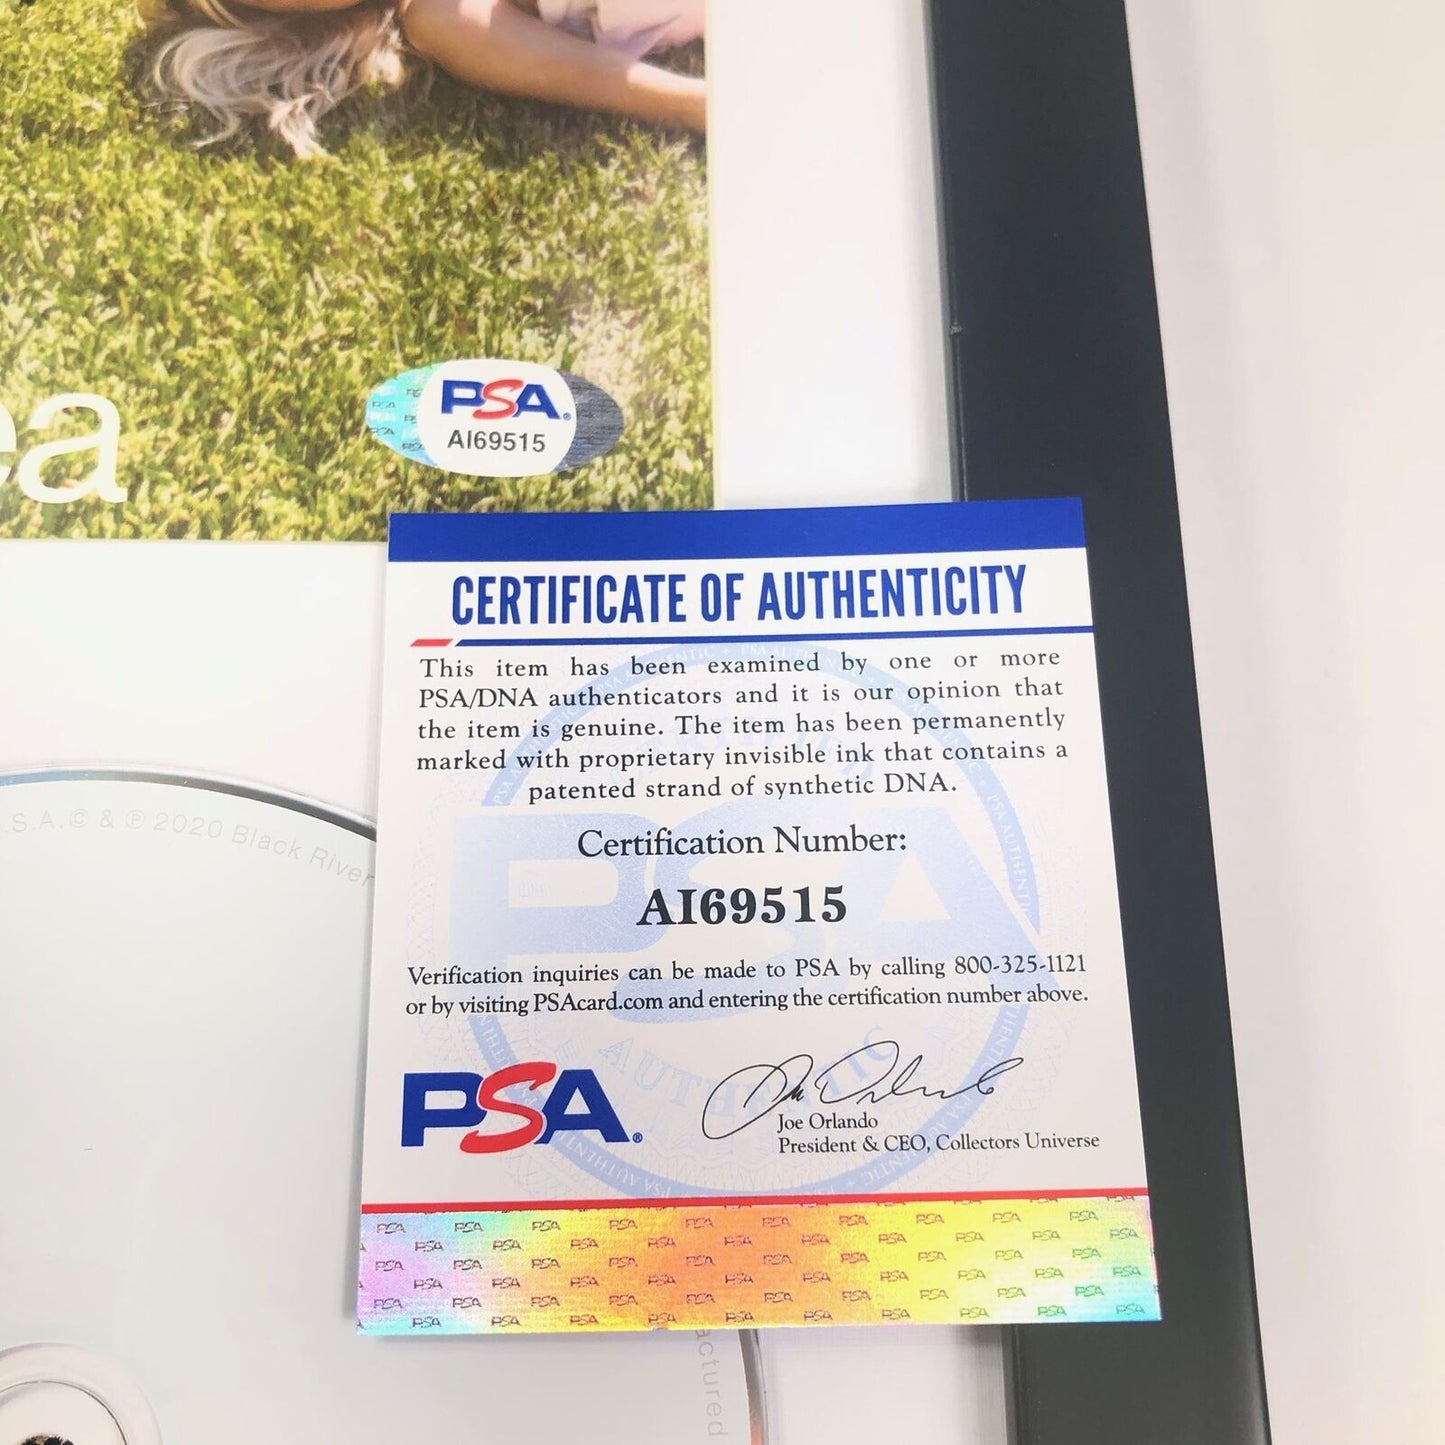 ea
PSA®
AI69515
CERTIFICATE OF AUTHENTICITY
This item has been examined by one or more
PSA/DNA authenticators and it is our opinion that
the item is genuine. The item has been permanently
marked with proprietary invisible ink that contains a
patented strand of synthetic DNA.
Certification Number:
AI69515
Verification inquiries can be made to PSA by calling 800-325-1121
or by visiting PSAcard.com and entering the certification number above.
PSA®
Joe Orlando
President & CEO, Collectors Universe
AUTHENTIC
.S.A. © & ℗ 2020 Black River
actured